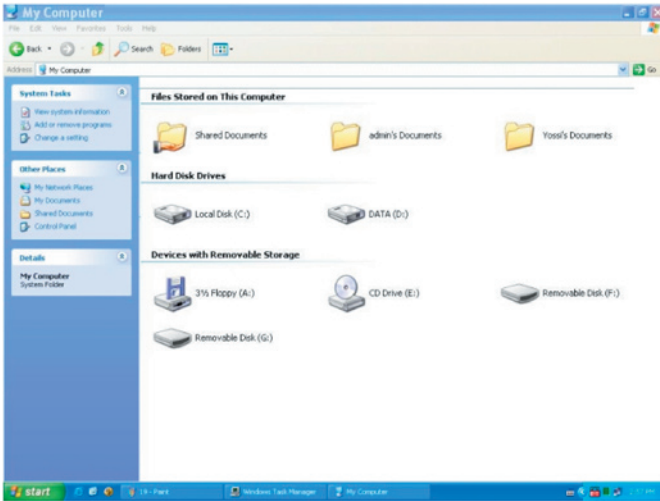 My Computer
File Edit View Favorites Tools Help
Back Search Folders
Address My Computer Go
System Tasks
View system information
Add or remove programs
Change a setting
Other Places
My Network Places
My Documents
Shared Documents
Control Panel
Details
My Computer
System Folder
Files Stored on This Computer
Shared Documents admin's Documents Yossi's Documents
Hard Disk Drives
Local Disk (C:) DATA (D:)
Devices with Removable Storage
3½ Floppy (A:) CD Drive (E:) Removable Disk (F:)
Removable Disk (G:)
start 19 - Paint Windows Task Manager My Computer